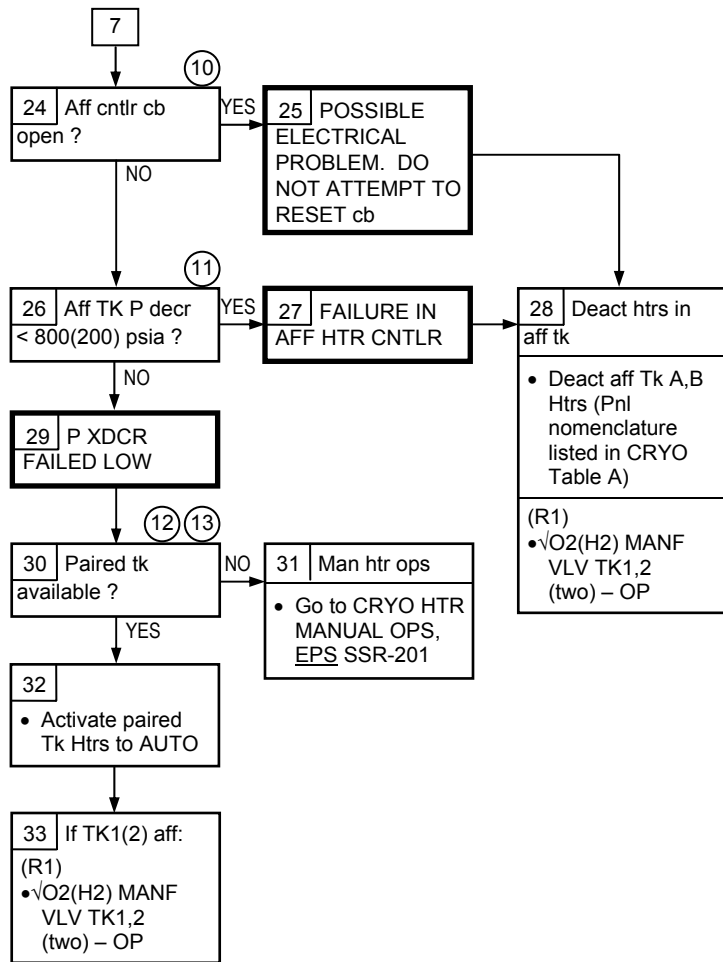 7
10
24 Aff cntlr cb
open ?
YES
NO
25 POSSIBLE
ELECTRICAL
PROBLEM. DO
NOT ATTEMPT TO
RESET cb
11
26 Aff TK P decr
< 800(200) psia ?
YES
NO
27 FAILURE IN
AFF HTR CNTLR
28 Deact htrs in
aff tk
• Deact aff Tk A,B
Htrs (Pnl
nomenclature
listed in CRYO
Table A)
(R1)
•√O2(H2) MANF
VLV TK1,2
(two) – OP
29 P XDCR
FAILED LOW
12 13
30 Paired tk
available ?
NO
YES
31 Man htr ops
• Go to CRYO HTR
MANUAL OPS,
EPS SSR-201
32
• Activate paired
Tk Htrs to AUTO
33 If TK1(2) aff:
(R1)
•√O2(H2) MANF
VLV TK1,2
(two) – OP